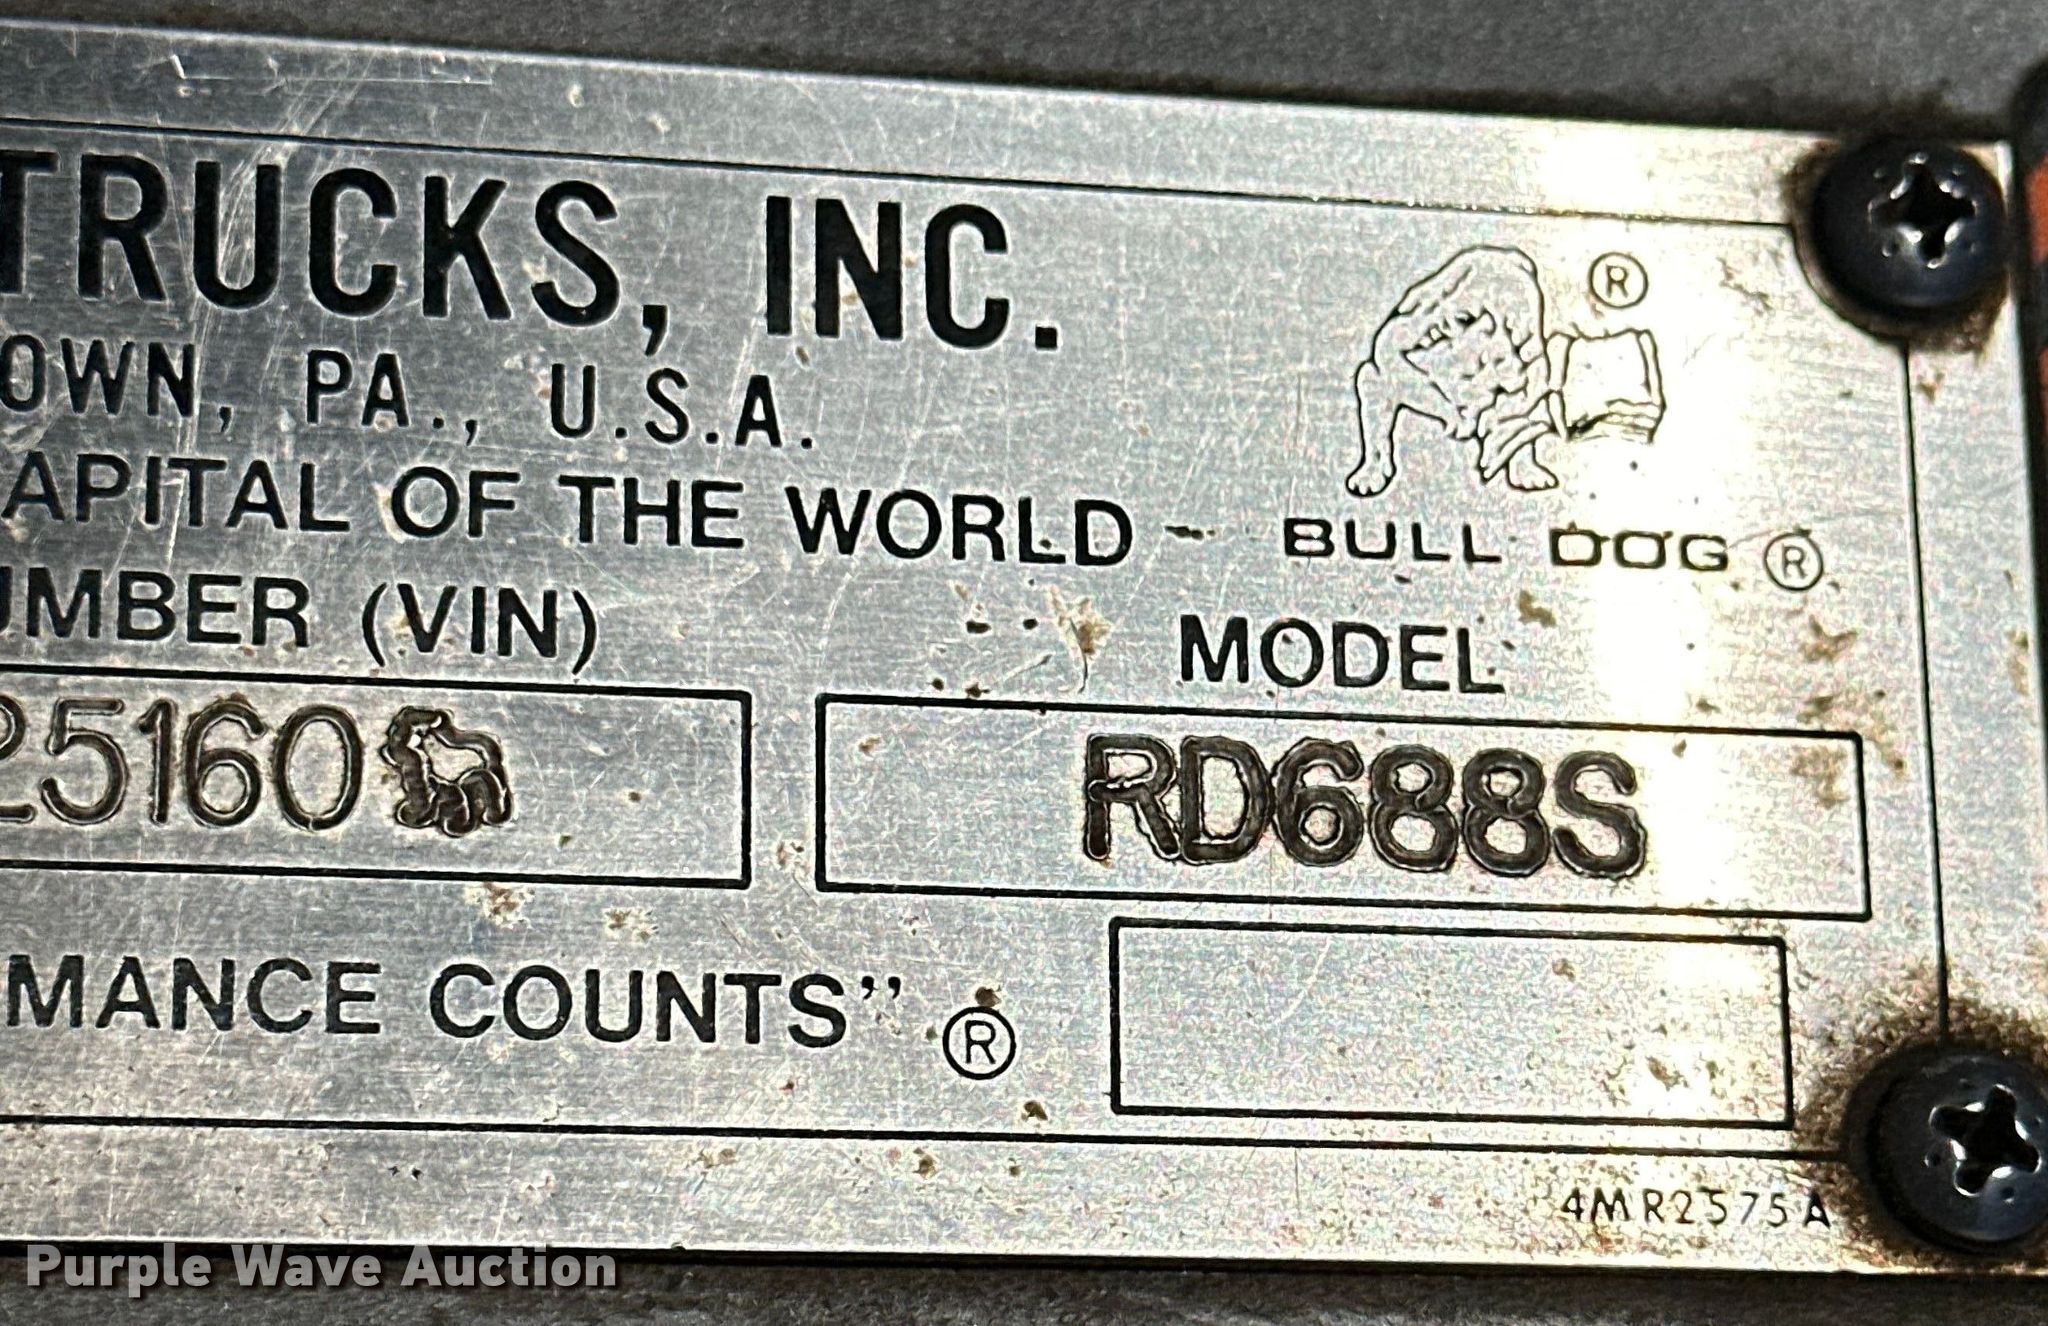 TRUCKS, INC.
®
OWN, PA., U.S.A.
APITAL OF THE WORLD - BULL DOG ®
UMBER (VIN)
MODEL
25160
RD688S
MANCE COUNTS” ®
4MR2575A
Purple Wave Auction